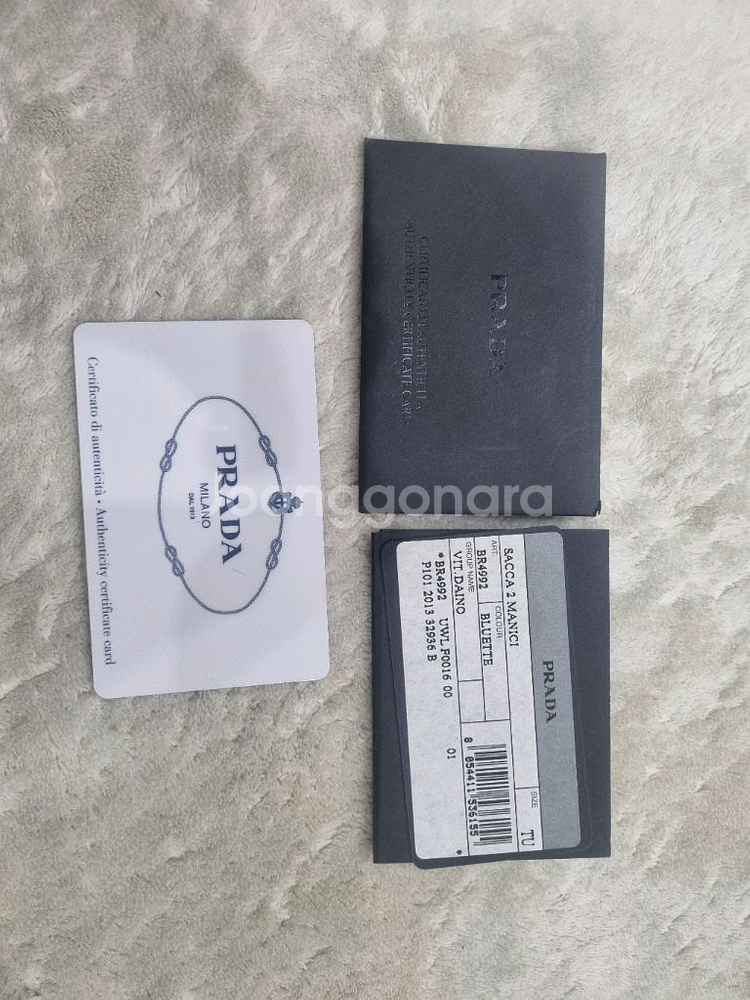 PRADA
MILANO
DAL 1913
Certificato di autenticità • Authenticity certificate card
PRADA
CERTIFICATO DI AUTENTICITÀ
AUTHENTICITY CERTIFICATE CARD
PRADA
SACCA 2 MANICI
SIZE
TU
ART.
BR4992
COLOUR
BLUETTE
GROUP NAME
VIT.DAINO
*BR4992 UWL F0016 00 01 *
P101 2013 32936 B
8 054411 536155
joonggonara